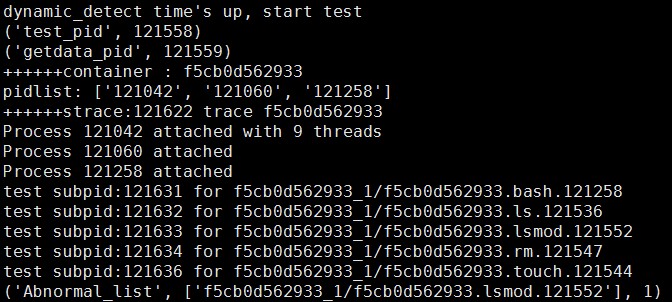 dynamic_detect time's up, start test
('test_pid', 121558)
('getdata_pid', 121559)
++++++container : f5cb0d562933
pidlist: ['121042', '121060', '121258']
++++++strace:121622 trace f5cb0d562933
Process 121042 attached with 9 threads
Process 121060 attached
Process 121258 attached
test subpid:121631 for f5cb0d562933_1/f5cb0d562933.bash.121258
test subpid:121632 for f5cb0d562933_1/f5cb0d562933.ls.121536
test subpid:121633 for f5cb0d562933_1/f5cb0d562933.lsmod.121552
test subpid:121634 for f5cb0d562933_1/f5cb0d562933.rm.121547
test subpid:121636 for f5cb0d562933_1/f5cb0d562933.touch.121544
('Abnormal_list', ['f5cb0d562933_1/f5cb0d562933.lsmod.121552'], 1)